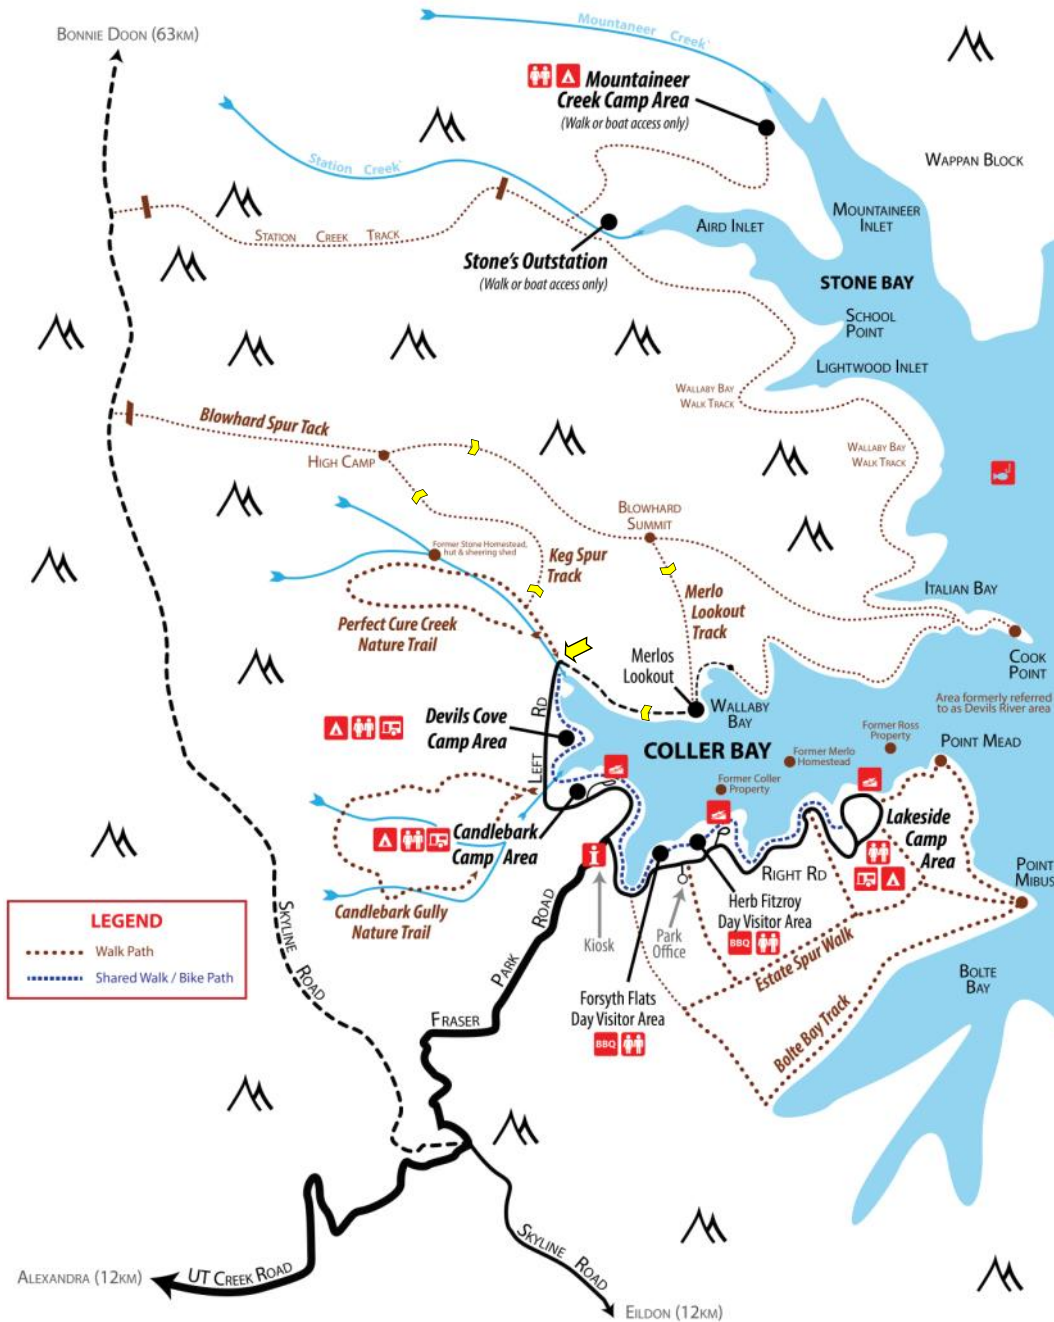 BONNIE DOON (63KM)
Mountaneer Creek
Mountaineer
Creek Camp Area
(Walk or boat access only)
WAPPAN BLOCK
Station Creek
STATION CREEK TRACK
AIRD INLET
MOUNTAINEER
INLET
Stone's Outstation
(Walk or boat access only)
STONE BAY
SCHOOL
POINT
LIGHTWOOD INLET
WALLABY BAY
WALK TRACK
Blowhard Spur Tack
HIGH CAMP
WALLABY BAY
WALK TRACK
BLOWHARD
SUMMIT
Former Stone Homestead,
hut & sheering shed
Keg Spur
Track
Merlo
Lookout
Track
ITALIAN BAY
Perfect Cure Creek
Nature Trail
Merlos
Lookout
COOK
POINT
Area formerly referred
to as Devils River area
WALLABY
BAY
Devils Cove
Camp Area
LEFT RD
COLLER BAY
Former Ross
Property
Former Merlo
Homestead
POINT MEAD
Former Coller
Property
Candlebark
Camp Area
Lakeside
Camp
Area
i
RIGHT RD
POINT
MIBUS
Candlebark Gully
Nature Trail
Kiosk
Park
Office
Herb Fitzroy
Day Visitor Area
BBQ
LEGEND
Walk Path
Shared Walk / Bike Path
SKYLINE ROAD
FRASER PARK ROAD
Estate Spur Walk
BOLTE
BAY
Forsyth Flats
Day Visitor Area
BBQ
Bolte Bay Track
SKYLINE ROAD
ALEXANDRA (12KM)
UT CREEK ROAD
EILDON (12KM)